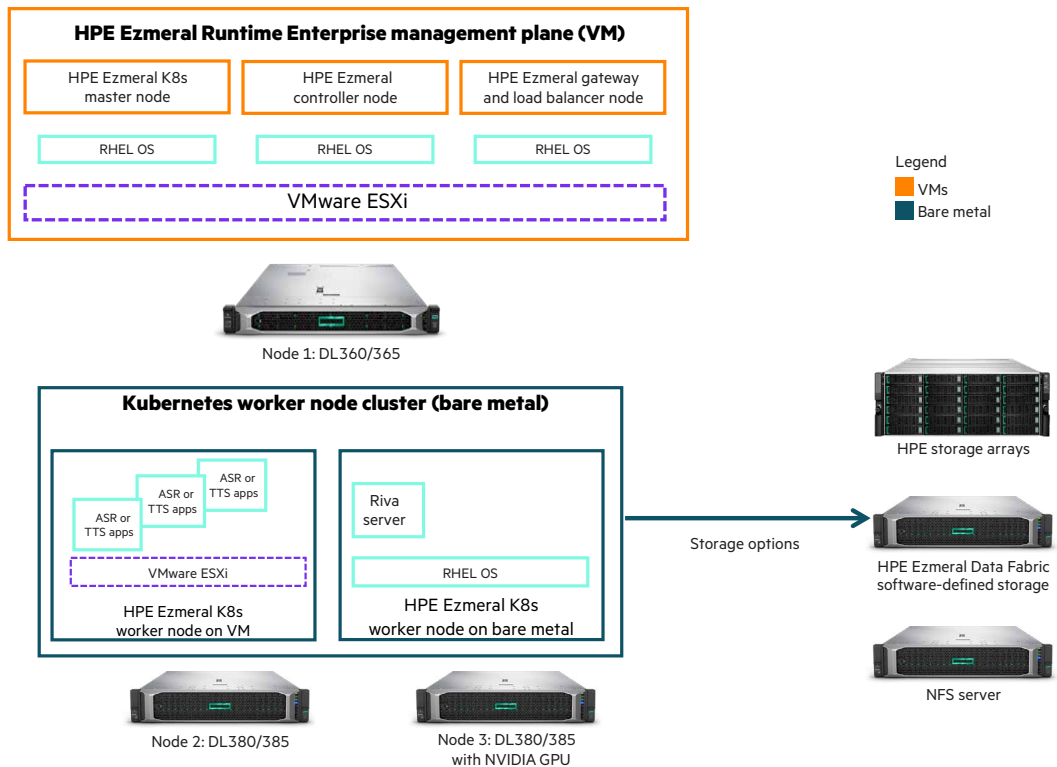 HPE Ezmeral Runtime Enterprise management plane (VM)
HPE Ezmeral K8s
master node
HPE Ezmeral
controller node
HPE Ezmeral gateway
and load balancer node
RHEL OS
RHEL OS
RHEL OS
VMware ESXi
Legend
VMs
Bare metal
Node 1: DL360/365
Kubernetes worker node cluster (bare metal)
ASR or
TTS apps
ASR or
TTS apps
ASR or
TTS apps
VMware ESXi
HPE Ezmeral K8s
worker node on VM
Riva
server
RHEL OS
HPE Ezmeral K8s
worker node on bare metal
Node 2: DL380/385
Node 3: DL380/385
with NVIDIA GPU
Storage options
HPE storage arrays
HPE Ezmeral Data Fabric
software-defined storage
NFS server